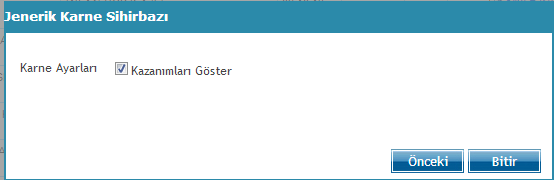 Jenerik Karne Sihirbazı
Karne Ayarları Kazanımları Göster
Önceki Bitir